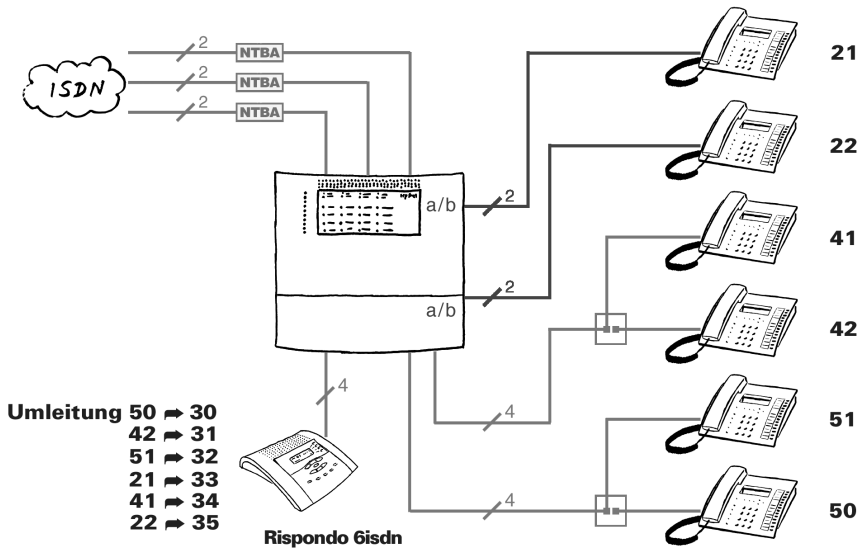 2
NTBA
21
ISDN
2
NTBA
2
NTBA
22
a/b
2
41
2
a/b
42
4
4
51
Umleitung 50 ➡ 30
42 ➡ 31
51 ➡ 32
21 ➡ 33
41 ➡ 34
22 ➡ 35
4
50
Rispondo 6isdn